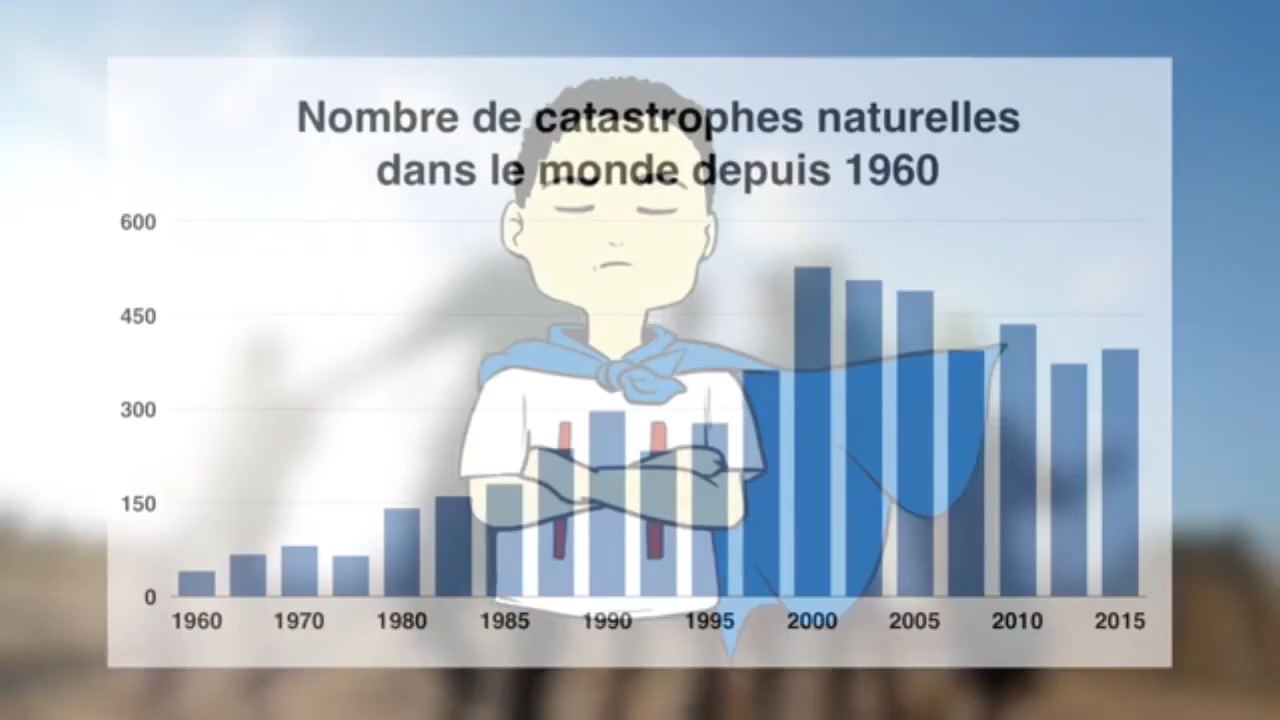 Nombre de catastrophes naturelles
dans le monde depuis 1960
600
450
300
150
0
1960 1970 1980 1985 1990 1995 2000 2005 2010 2015